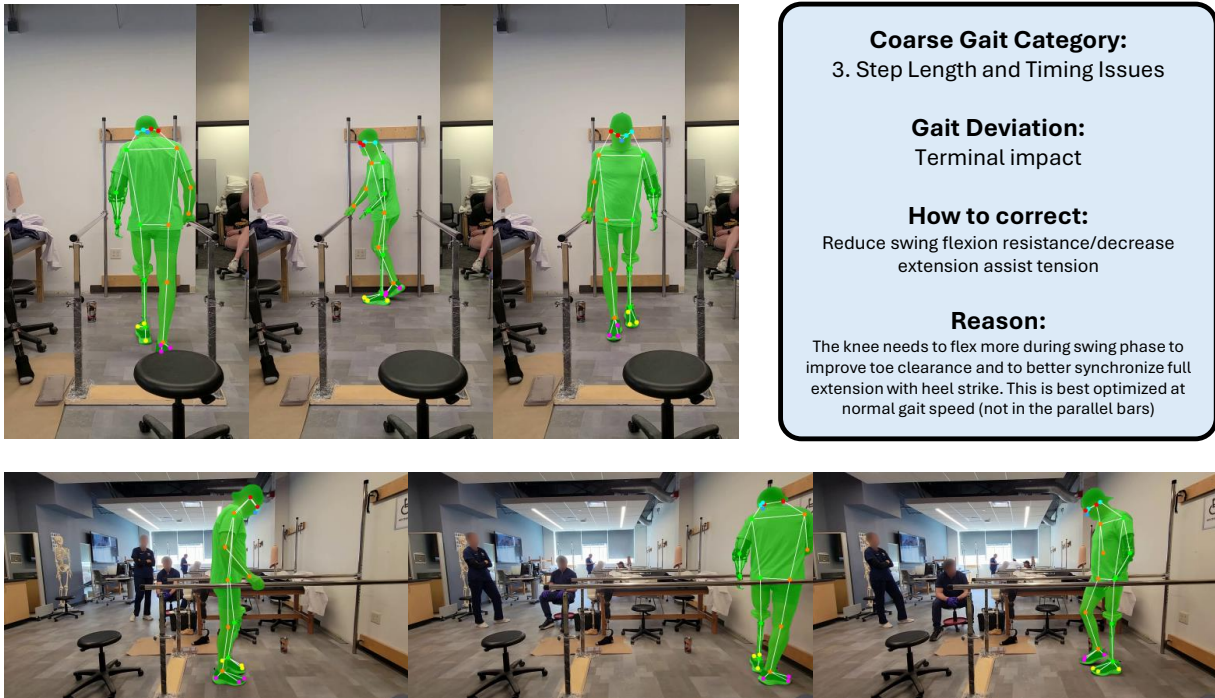 Coarse Gait Category:
3. Step Length and Timing Issues
Gait Deviation:
Terminal impact
How to correct:
Reduce swing flexion resistance/decrease
extension assist tension
Reason:
The knee needs to flex more during swing phase to
improve toe clearance and to better synchronize full
extension with heel strike. This is best optimized at
normal gait speed (not in the parallel bars)